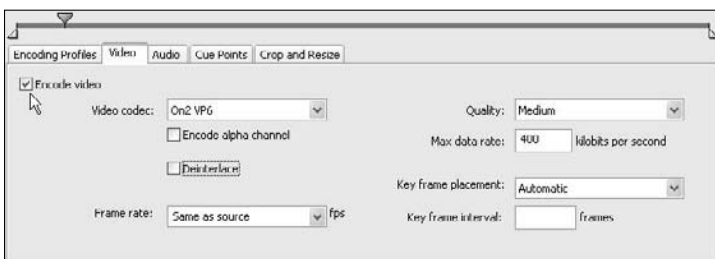 Encoding Profiles Video Audio Cue Points Crop and Resize
Encode video
Video codec: On2 VP6
Encode alpha channel
Deinterlace
Frame rate: Same as source fps
Quality: Medium
Max data rate: 400 kilobits per second
Key frame placement: Automatic
Key frame interval: frames